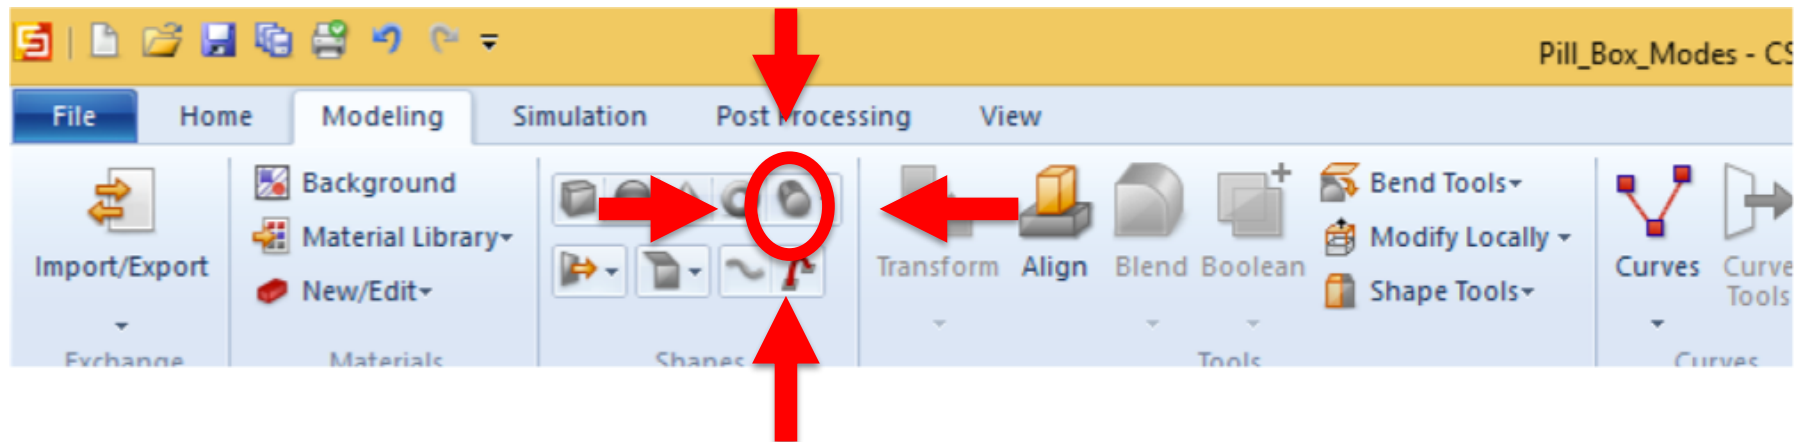 Pill_Box_Modes - CS
File Home Modeling Simulation Post Processing View
Background
Material Library
New/Edit
Import/Export
Transform Align Blend Boolean
Bend Tools
Modify Locally
Shape Tools
Curves Curve
Tools
Exchange Materials Shapes Tools Curves